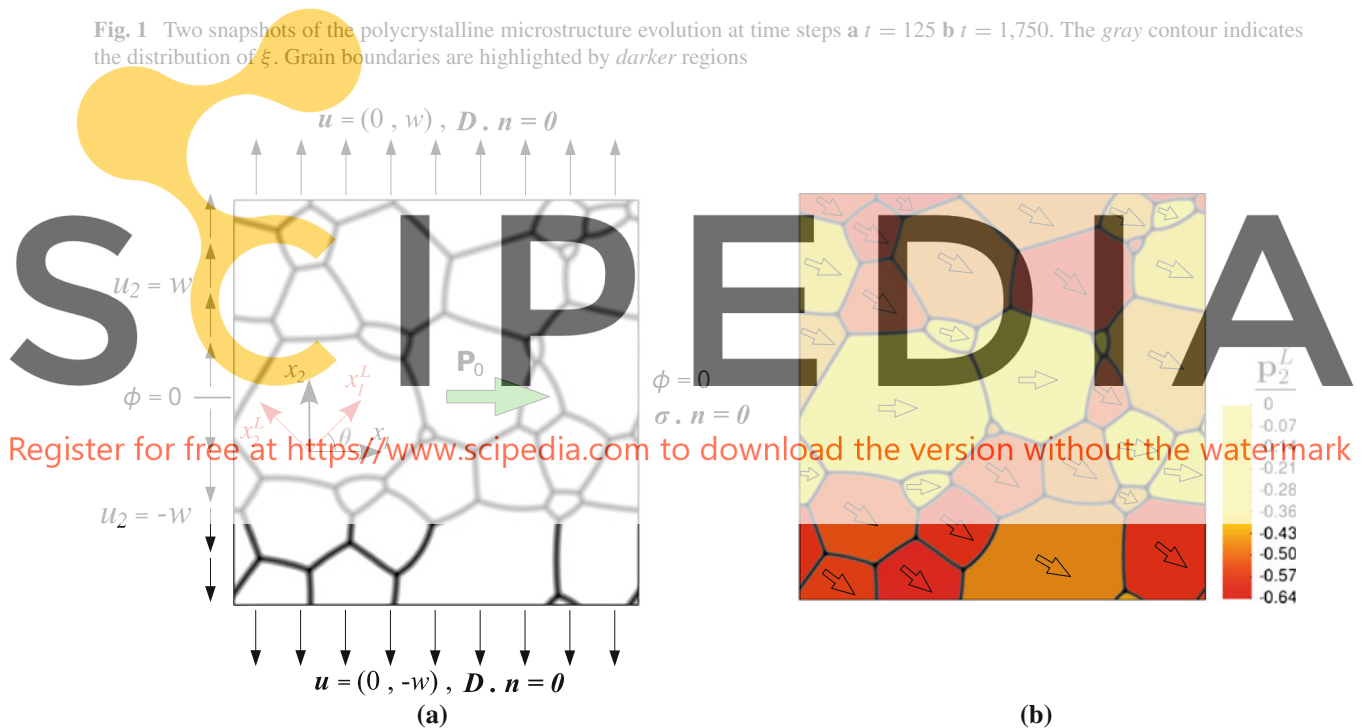 Fig. 1 Two snapshots of the polycrystalline microstructure evolution at time steps a t = 125 b t = 1,750. The gray contour indicates
the distribution of ξ. Grain boundaries are highlighted by darker regions
u = (0 , w) , D . n = 0
SCIPEDIA
u₂ = w
P₀
x₂
x₁ᴸ
ϕ = 0
ϕ = 0
σ . n = 0
x₂ᴸ
θ
x₁
p₂ᴸ
0
-0.07
-0.14
-0.21
-0.28
-0.36
-0.43
-0.50
-0.57
-0.64
Register for free at https://www.scipedia.com to download the version without the watermark
u₂ = -w
u = (0 , -w) , D . n = 0
(a)
(b)